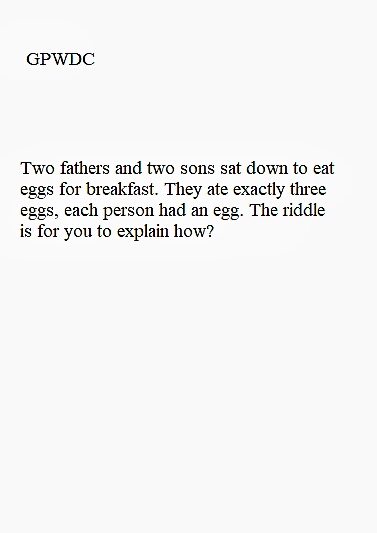 GPWDC
Two fathers and two sons sat down to eat
eggs for breakfast. They ate exactly three
eggs, each person had an egg. The riddle
is for you to explain how?